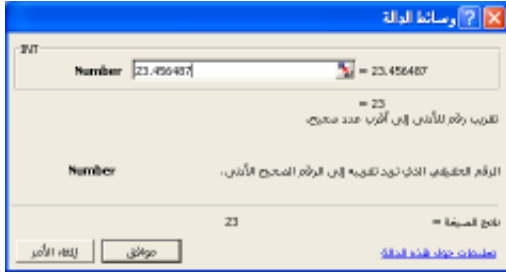 وسائط الدالة
INT
Number 23.456487 = 23.456487
= 23
تقريب رقم للأدنى إلى أقرب عدد صحيح.
Number الرقم الحقيقي الذي تود تقريبه إلى الرقم الصحيح الأدنى.
ناتج الصيغة = 23
تعليمات حول هذه الدالة
موافق
إلغاء الأمر